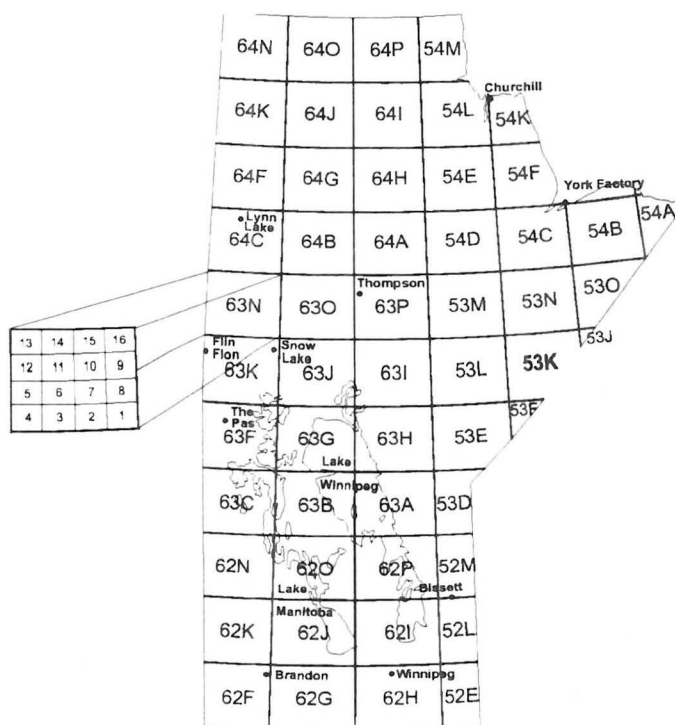 64N 64O 64P 54M
Churchill
64K 64J 64I 54L 54K
64F 64G 64H 54E 54F
York Factory
54A
Lynn
Lake
64C 64B 64A 54D 54C 54B
Thompson
63N 63O 63P 53M 53N 53O
13 14 15 16
12 11 10 9
5 6 7 8
4 3 2 1
Flin
Flon
Snow
Lake
53J
63K 63J 63I 53L 53K
The
Pas
63F 63G 63H 53E 53F
Lake
Winnipeg
63C 63B 63A 53D
62N 62O 62P 52M
Lake
Bissett
Manitoba
62K 62J 62I 52L
Brandon
Winnipeg
62F 62G 62H 52E